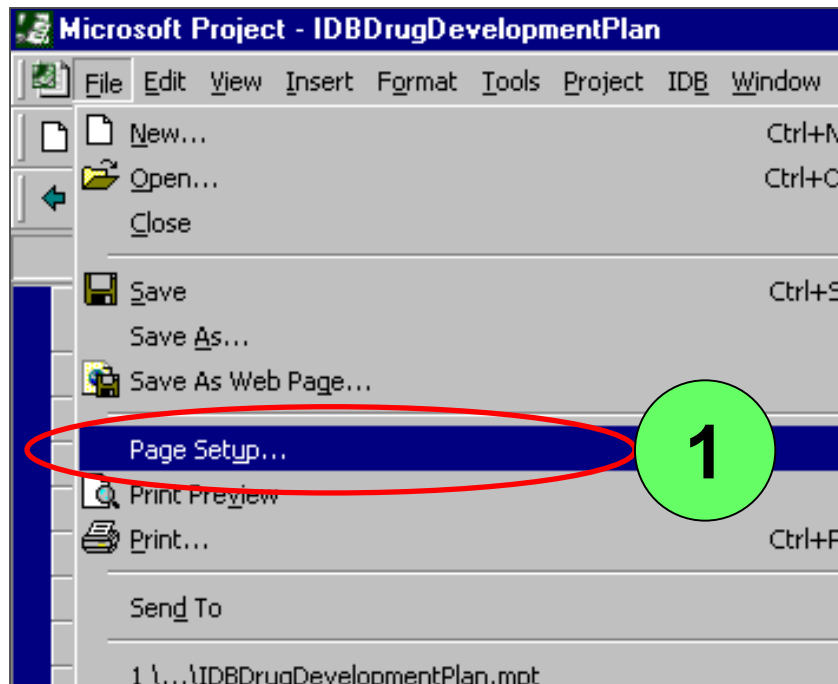 Microsoft Project - IDBDrugDevelopmentPlan
File Edit View Insert Format Tools Project IDB Window
New... Ctrl+N
Open... Ctrl+O
Close
Save Ctrl+S
Save As...
Save As Web Page...
Page Setup... 1
Print Preview
Print... Ctrl+P
Send To
1 \...\IDBDrugDevelopmentPlan.mpt